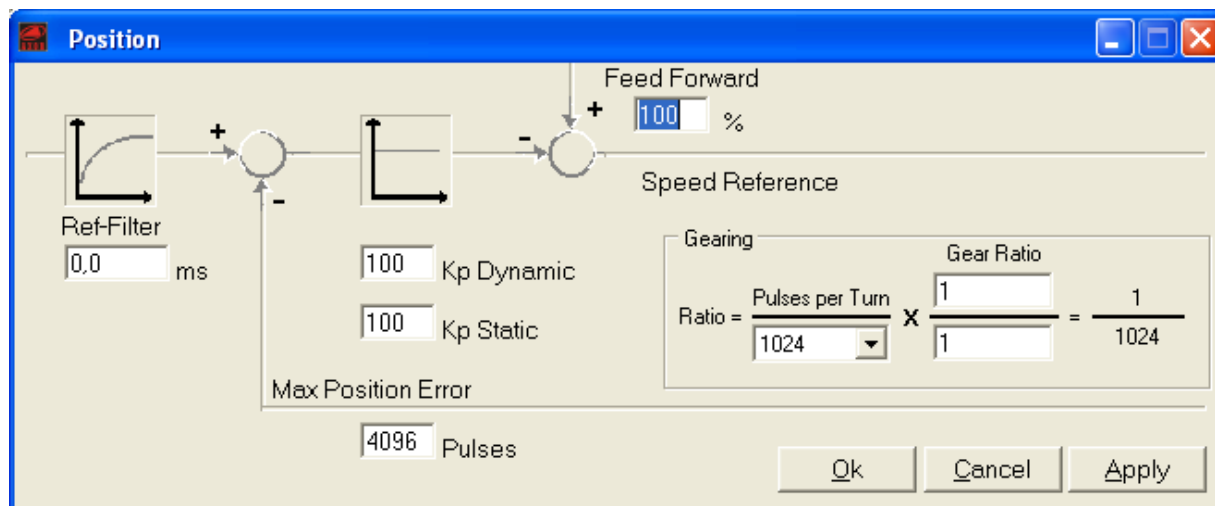 Position
Feed Forward
+
100 %
+
-
Speed Reference
-
Ref-Filter
0,0 ms
100 Kp Dynamic
100 Kp Static
Max Position Error
4096 Pulses
Gearing
Gear Ratio
Ratio = Pulses per Turn X 1 = 1
1024 1 1024
Ok Cancel Apply